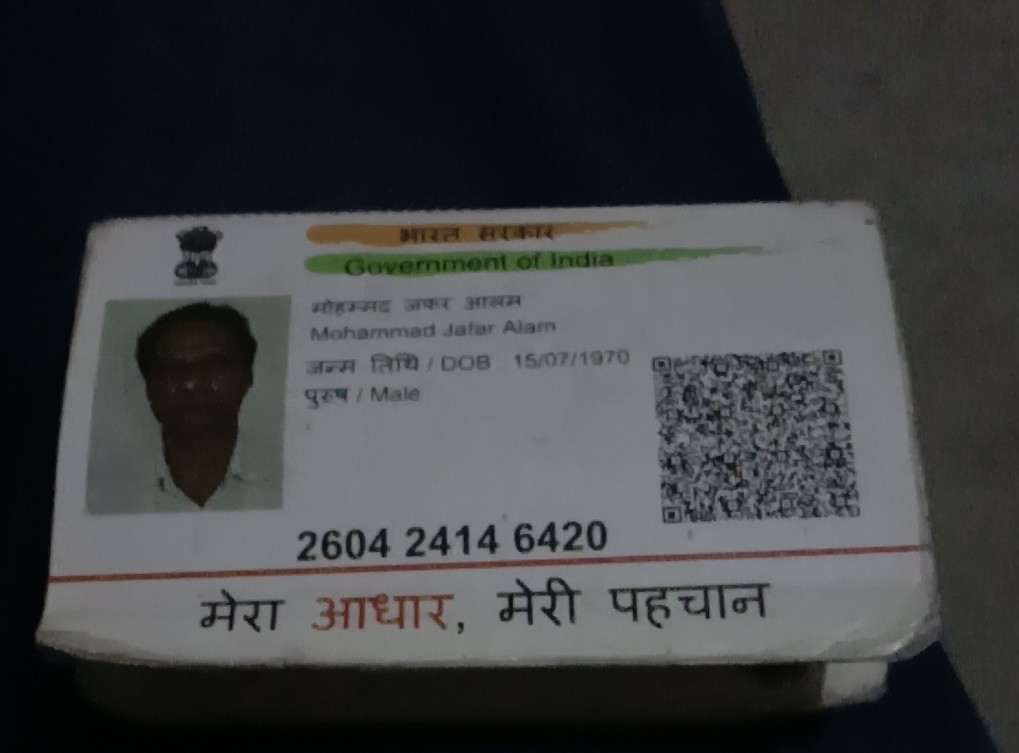 भारत सरकार
Government of India
मोहम्मद जफर आलम
Mohammad Jafar Alam
जन्म तिथि / DOB 15/07/1970
पुरुष / Male
2604 2414 6420
मेरा आधार, मेरी पहचान